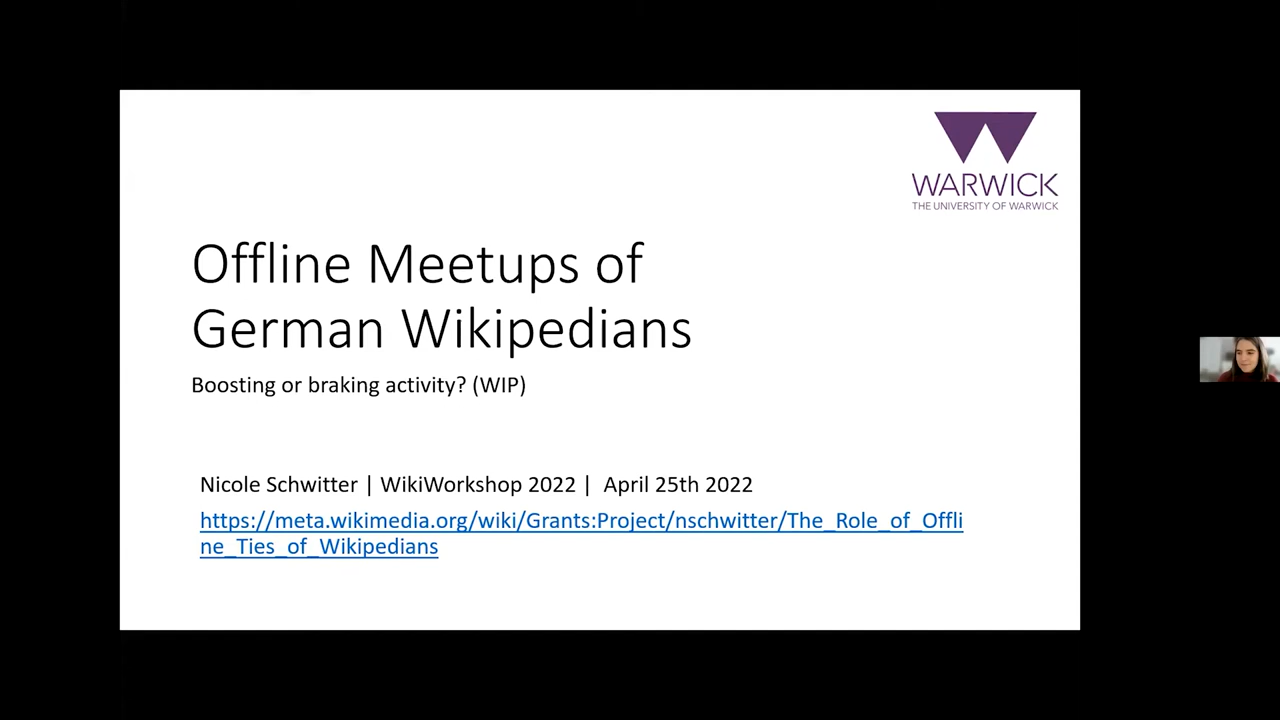 WARWICK
THE UNIVERSITY OF WARWICK
Offline Meetups of
German Wikipedians
Boosting or braking activity? (WIP)
Nicole Schwitter | WikiWorkshop 2022 | April 25th 2022
https://meta.wikimedia.org/wiki/Grants:Project/nschwitter/The_Role_of_Offli
ne_Ties_of_Wikipedians